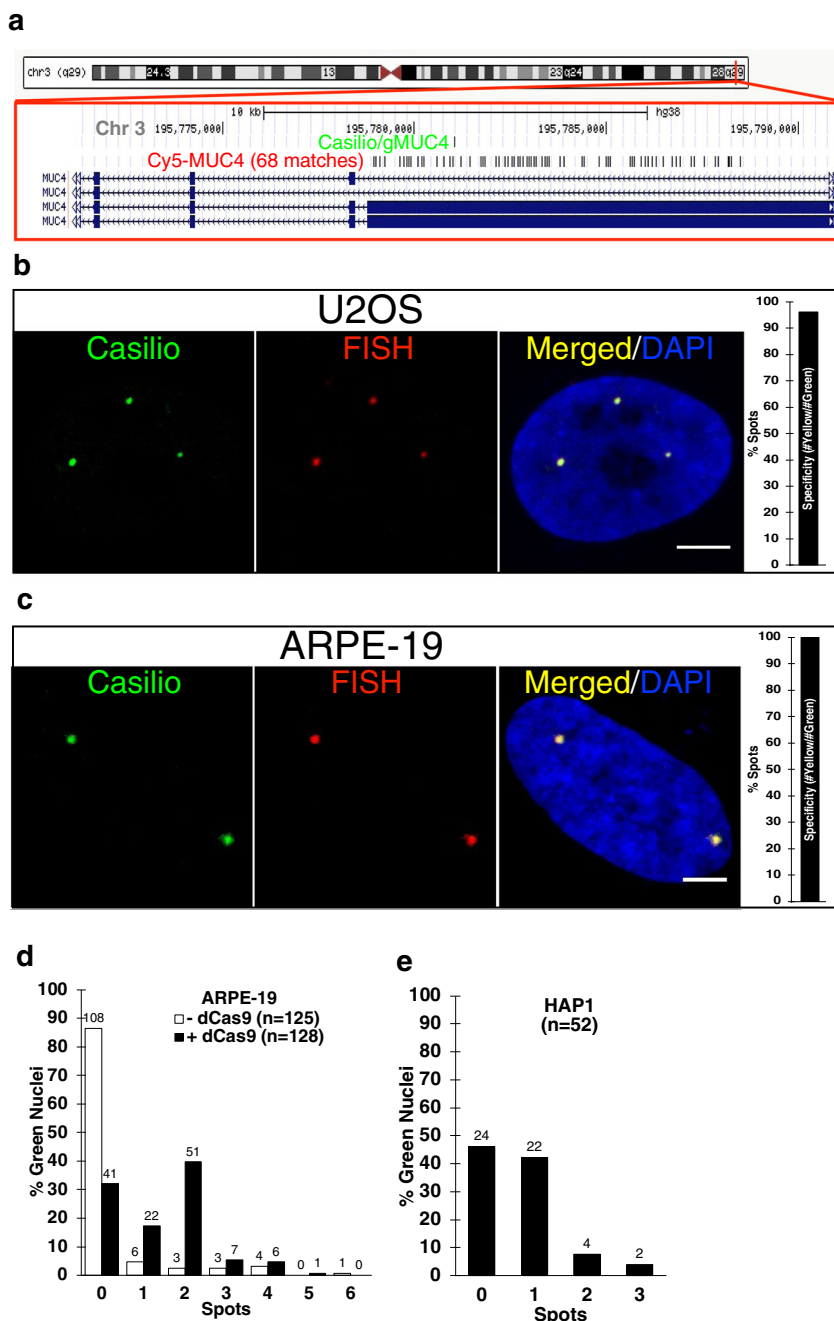 a
chr3 (q29) 24.3 13 23 q24 28 q29
10 kb hg38
Chr 3 195,775,000 195,780,000 195,785,000 195,790,000
Casilio/gMUC4
Cy5-MUC4 (68 matches)
MUC4
MUC4
MUC4
MUC4
b
U2OS
Casilio FISH Merged/DAPI
% Spots
100
90
80
70
60
50
40
30
20
10
0
Specificity (#Yellow/#Green)
c
ARPE-19
Casilio FISH Merged/DAPI
% Spots
100
90
80
70
60
50
40
30
20
10
0
Specificity (#Yellow/#Green)
d
ARPE-19
- dCas9 (n=125)
+ dCas9 (n=128)
% Green Nuclei
100
90
80
70
60
50
40
30
20
10
0
108 41 6 22 3 51 3 7 4 6 0 1 1 0
0 1 2 3 4 5 6
Spots
e
HAP1
(n=52)
% Green Nuclei
100
90
80
70
60
50
40
30
20
10
0
24 22 4 2
0 1 2 3
Spots